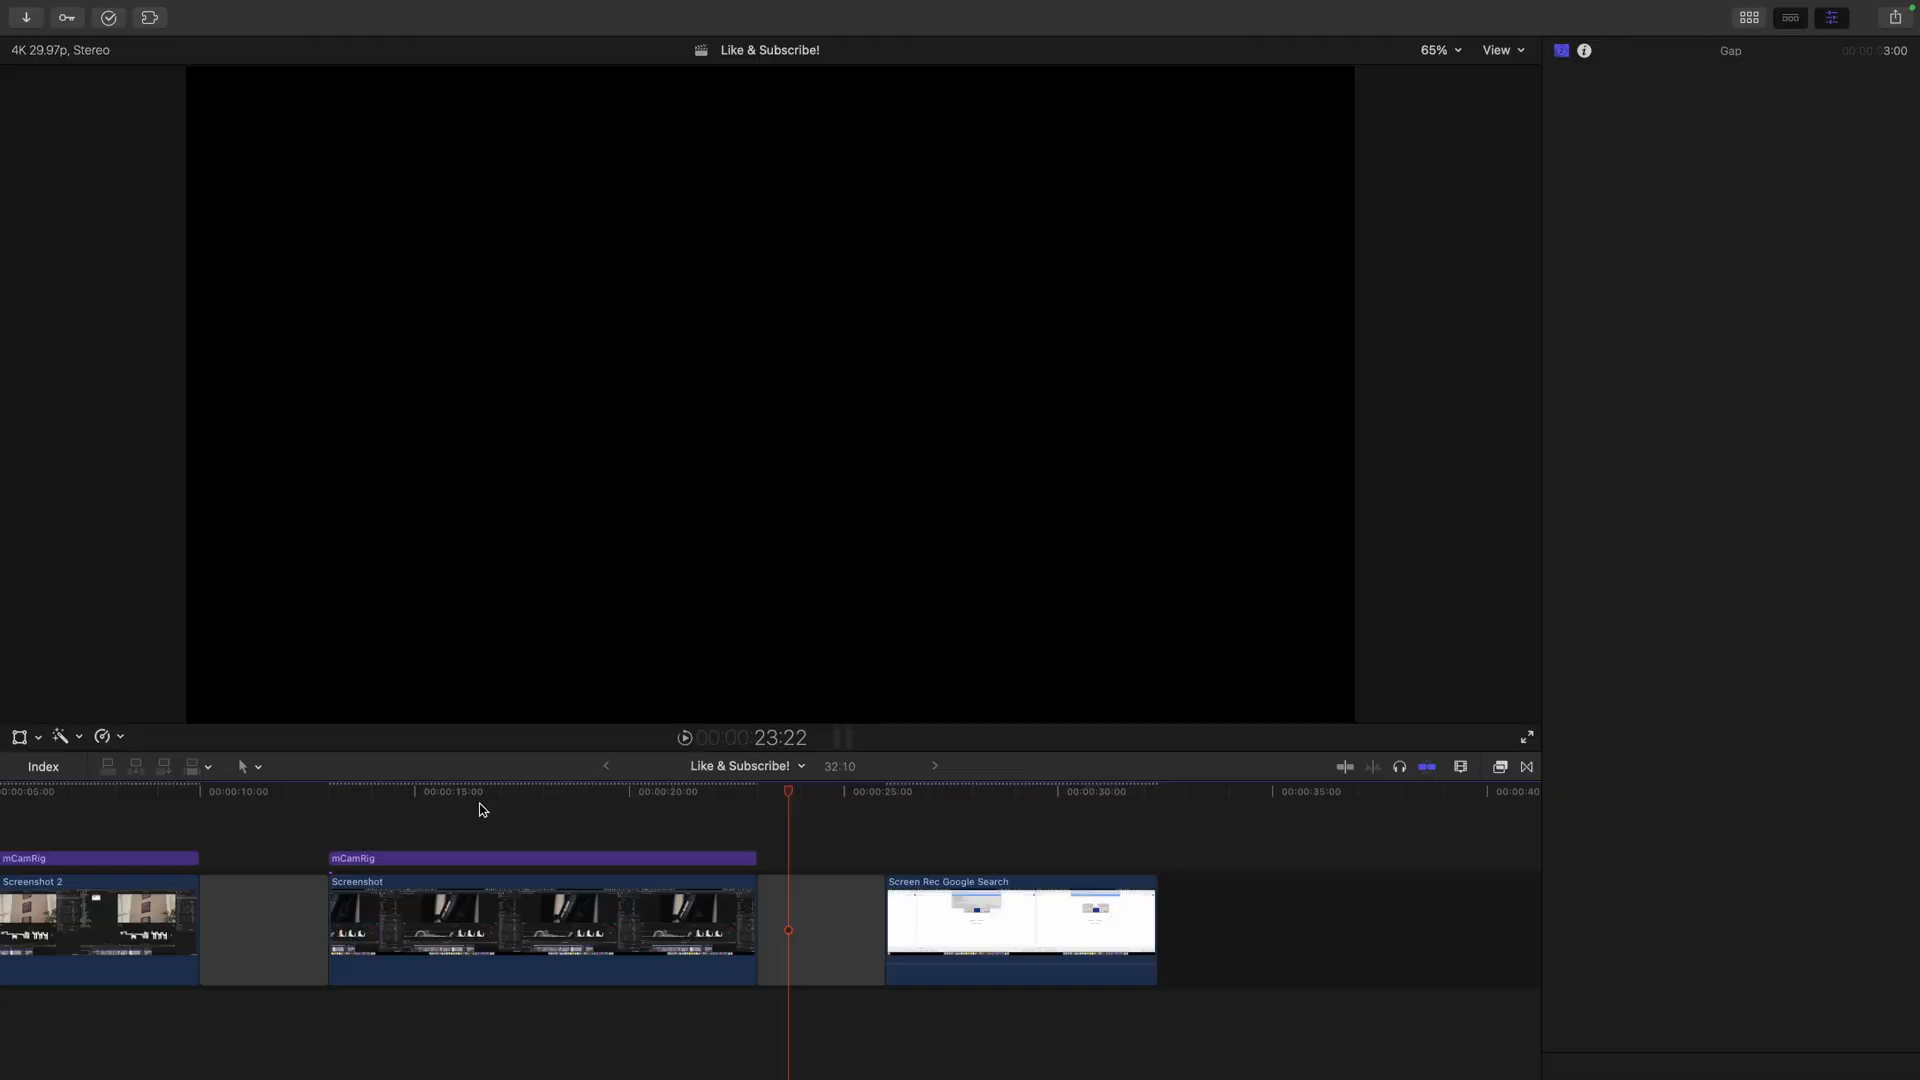 4K 29.97p, Stereo
Like & Subscribe!
65%
View
Gap
00:00:03:00
00:00:23:22
Index
Like & Subscribe!
32:10
0:00:05:00
00:00:10:00
00:00:15:00
00:00:20:00
00:00:25:00
00:00:30:00
00:00:35:00
00:00:40
mCamRig
mCamRig
Screenshot 2
Screenshot
Screen Rec Google Search